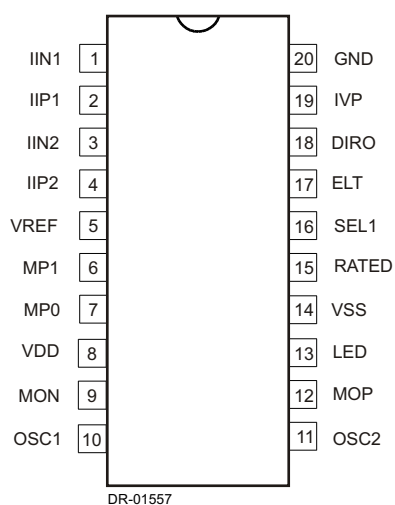 IIN1 1 20 GND
IIP1 2 19 IVP
IIN2 3 18 DIRO
IIP2 4 17 ELT
VREF 5 16 SEL1
MP1 6 15 RATED
MP0 7 14 VSS
VDD 8 13 LED
MON 9 12 MOP
OSC1 10 11 OSC2
DR-01557